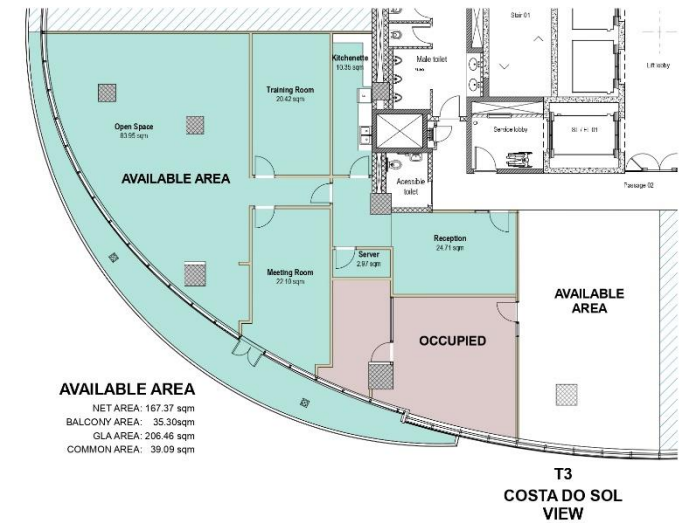 Stair 01
Kitchenette
10.35 sqm
Male toilet
Lift lobby
Training Room
20.42 sqm
Open Space
83.95 sqm
Service lobby
AVAILABLE AREA
Passage 02
toilet
Reception
24.71 sqm
Server
2.97 sqm
Meeting Room
22.10 sqm
AVAILABLE
AREA
OCCUPIED
AVAILABLE AREA
NET AREA: 167.37 sqm
BALCONY AREA: 35.30sqm
GLA AREA: 206.46 sqm
COMMON AREA: 39.09 sqm
T3
COSTA DO SOL
VIEW